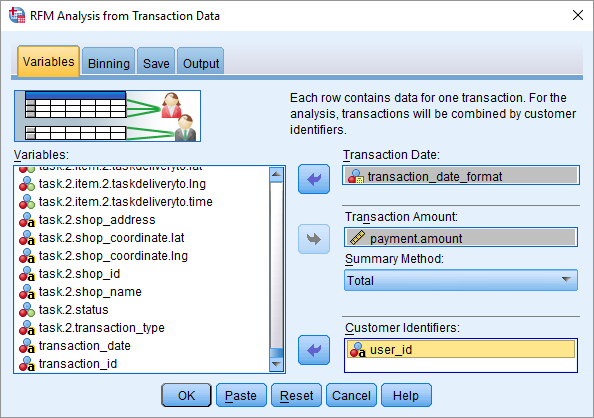 RFM Analysis from Transaction Data
Variables Binning Save Output
Each row contains data for one transaction. For the
analysis, transactions will be combined by customer
identifiers.
Variables:
task.2.item.2.taskdeliveryto.lat
task.2.item.2.taskdeliveryto.lng
task.2.item.2.taskdeliveryto.time
task.2.shop_address
task.2.shop_coordinate.lat
task.2.shop_coordinate.lng
task.2.shop_id
task.2.shop_name
task.2.status
task.2.transaction_type
transaction_date
transaction_id
Transaction Date:
transaction_date_format
Transaction Amount:
payment.amount
Summary Method:
Total
Customer Identifiers:
user_id
OK Paste Reset Cancel Help